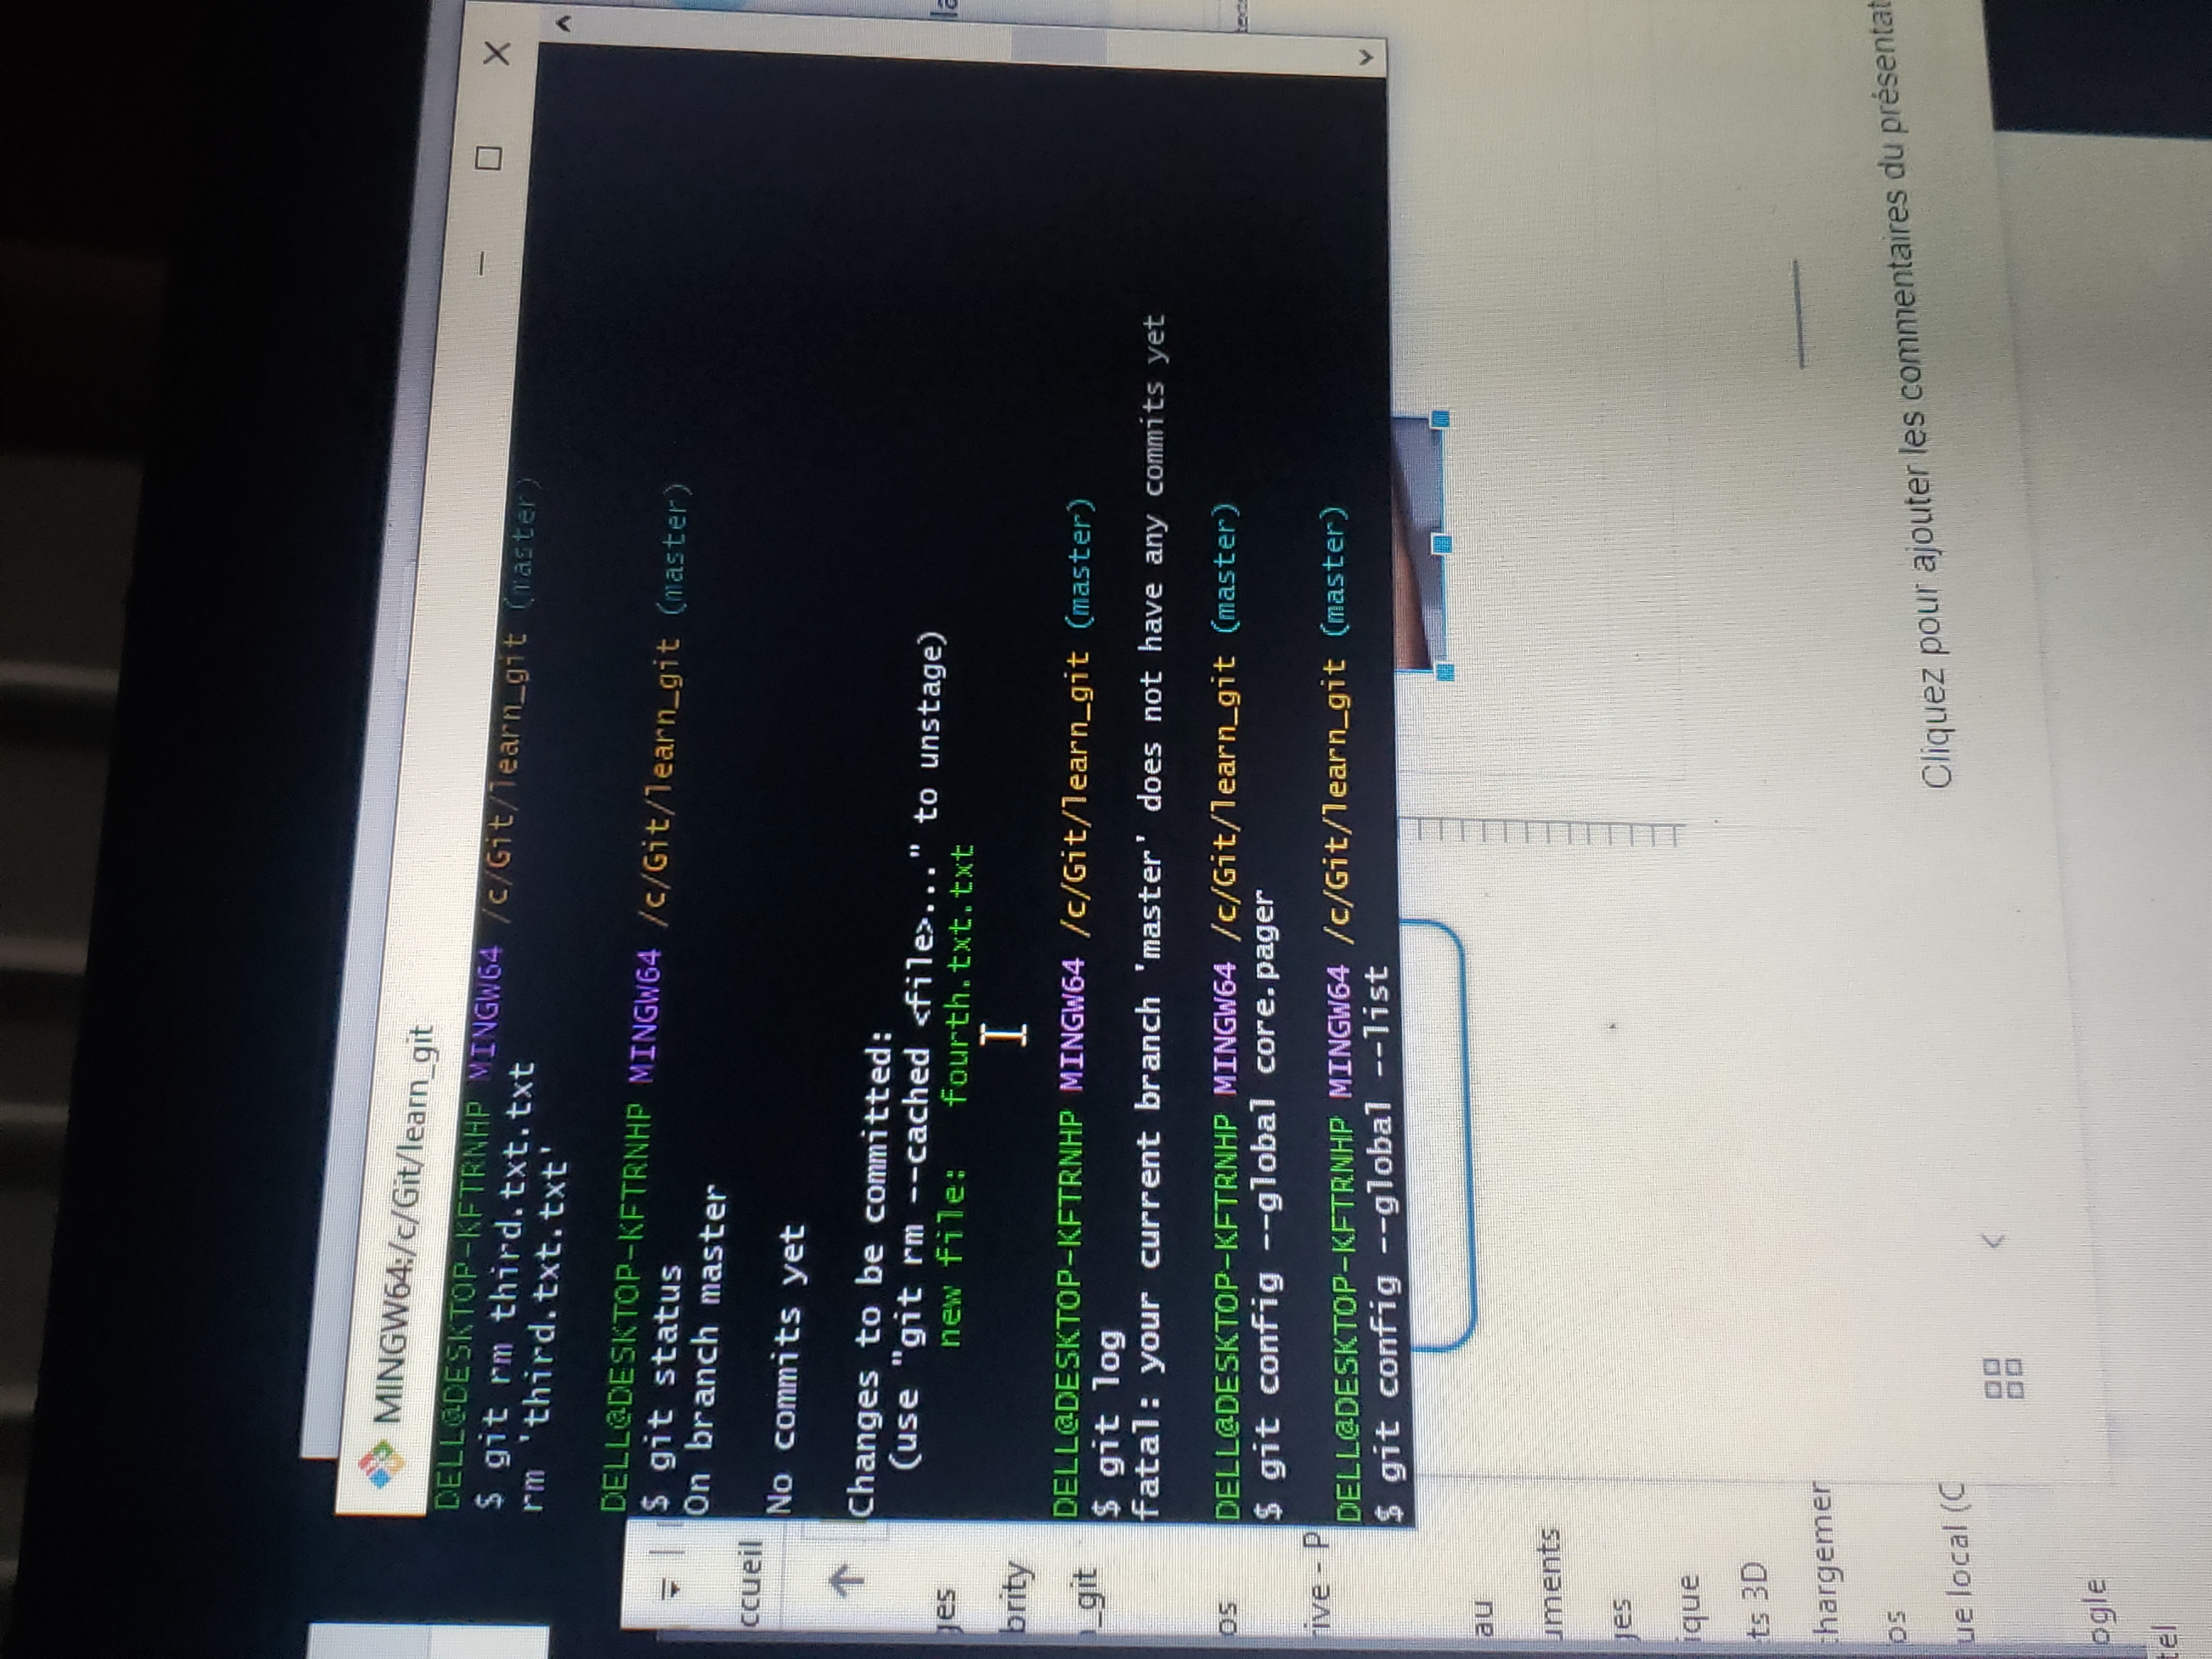 MINGW64:/c/Git/learn_git
DELL@DESKTOP-KFTRNHP MINGW64 /c/Git/learn_git (master)
$ git rm third.txt.txt
rm 'third.txt.txt'
DELL@DESKTOP-KFTRNHP MINGW64 /c/Git/learn_git (master)
$ git status
On branch master
No commits yet
Changes to be committed:
(use "git rm --cached <file>..." to unstage)
new file: fourth.txt.txt
DELL@DESKTOP-KFTRNHP MINGW64 /c/Git/learn_git (master)
$ git log
fatal: your current branch 'master' does not have any commits yet
DELL@DESKTOP-KFTRNHP MINGW64 /c/Git/learn_git (master)
$ git config --global core.pager
DELL@DESKTOP-KFTRNHP MINGW64 /c/Git/learn_git (master)
$ git config --global --list
ccueil
ges
brity
_git
os
rive - P
au
uments
ges
ique
ts 3D
chargemer
os
ue local (C
ogle
tel
Cliquez pour ajouter les commentaires du présentat